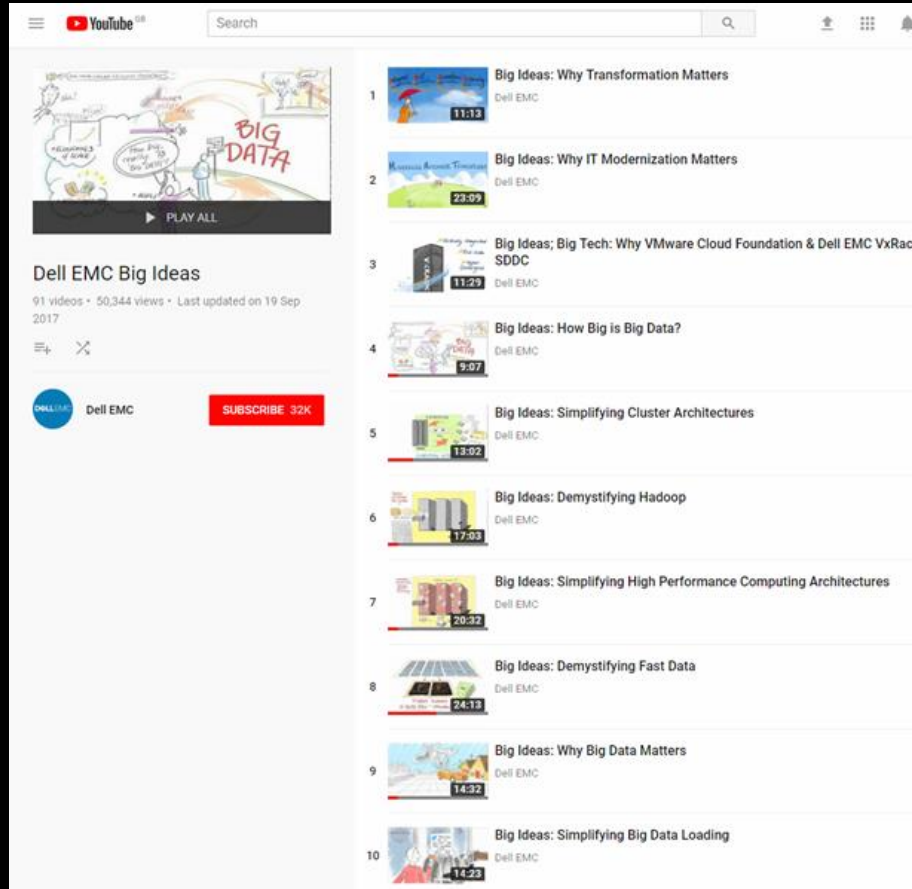 YouTube GB
Search
BIG
DATA
PLAY ALL
Dell EMC Big Ideas
91 videos • 50,344 views • Last updated on 19 Sep
2017
DELLEMC
Dell EMC
SUBSCRIBE 32K
1
11:13
Big Ideas: Why Transformation Matters
Dell EMC
2
23:09
Big Ideas: Why IT Modernization Matters
Dell EMC
3
11:29
Big Ideas; Big Tech: Why VMware Cloud Foundation & Dell EMC VxRac
SDDC
Dell EMC
4
9:07
Big Ideas: How Big is Big Data?
Dell EMC
5
13:02
Big Ideas: Simplifying Cluster Architectures
Dell EMC
6
17:03
Big Ideas: Demystifying Hadoop
Dell EMC
7
20:32
Big Ideas: Simplifying High Performance Computing Architectures
Dell EMC
8
24:13
Big Ideas: Demystifying Fast Data
Dell EMC
9
14:32
Big Ideas: Why Big Data Matters
Dell EMC
10
14:23
Big Ideas: Simplifying Big Data Loading
Dell EMC